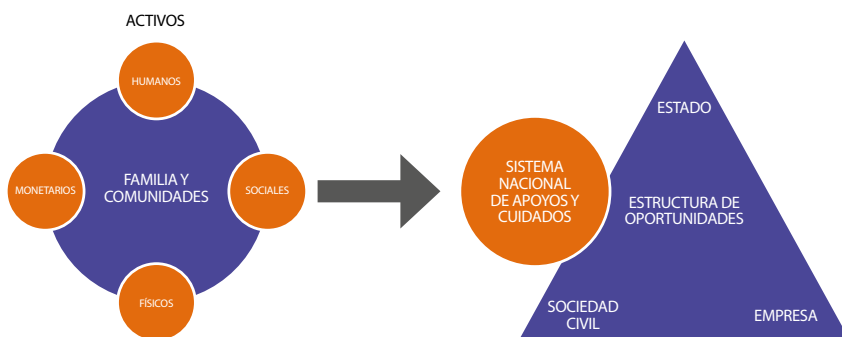 ACTIVOS
HUMANOS
MONETARIOS
FAMILIA Y
COMUNIDADES
SOCIALES
FÍSICOS
ESTADO
SISTEMA
NACIONAL
DE APOYOS Y
CUIDADOS
ESTRUCTURA DE
OPORTUNIDADES
SOCIEDAD
CIVIL
EMPRESA